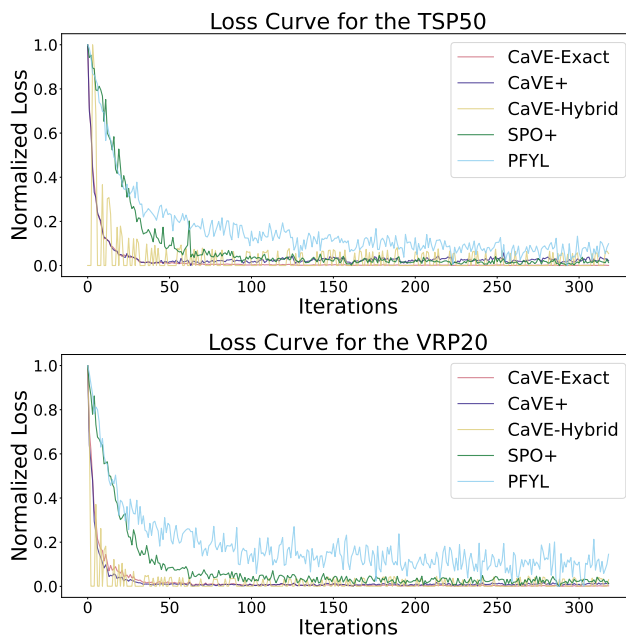 Loss Curve for the TSP50
Normalized Loss
1.0
0.8
0.6
0.4
0.2
0.0
CaVE-Exact
CaVE+
CaVE-Hybrid
SPO+
PFYL
0
50
100
150
200
250
300
Iterations
Loss Curve for the VRP20
Normalized Loss
1.0
0.8
0.6
0.4
0.2
0.0
CaVE-Exact
CaVE+
CaVE-Hybrid
SPO+
PFYL
0
50
100
150
200
250
300
Iterations